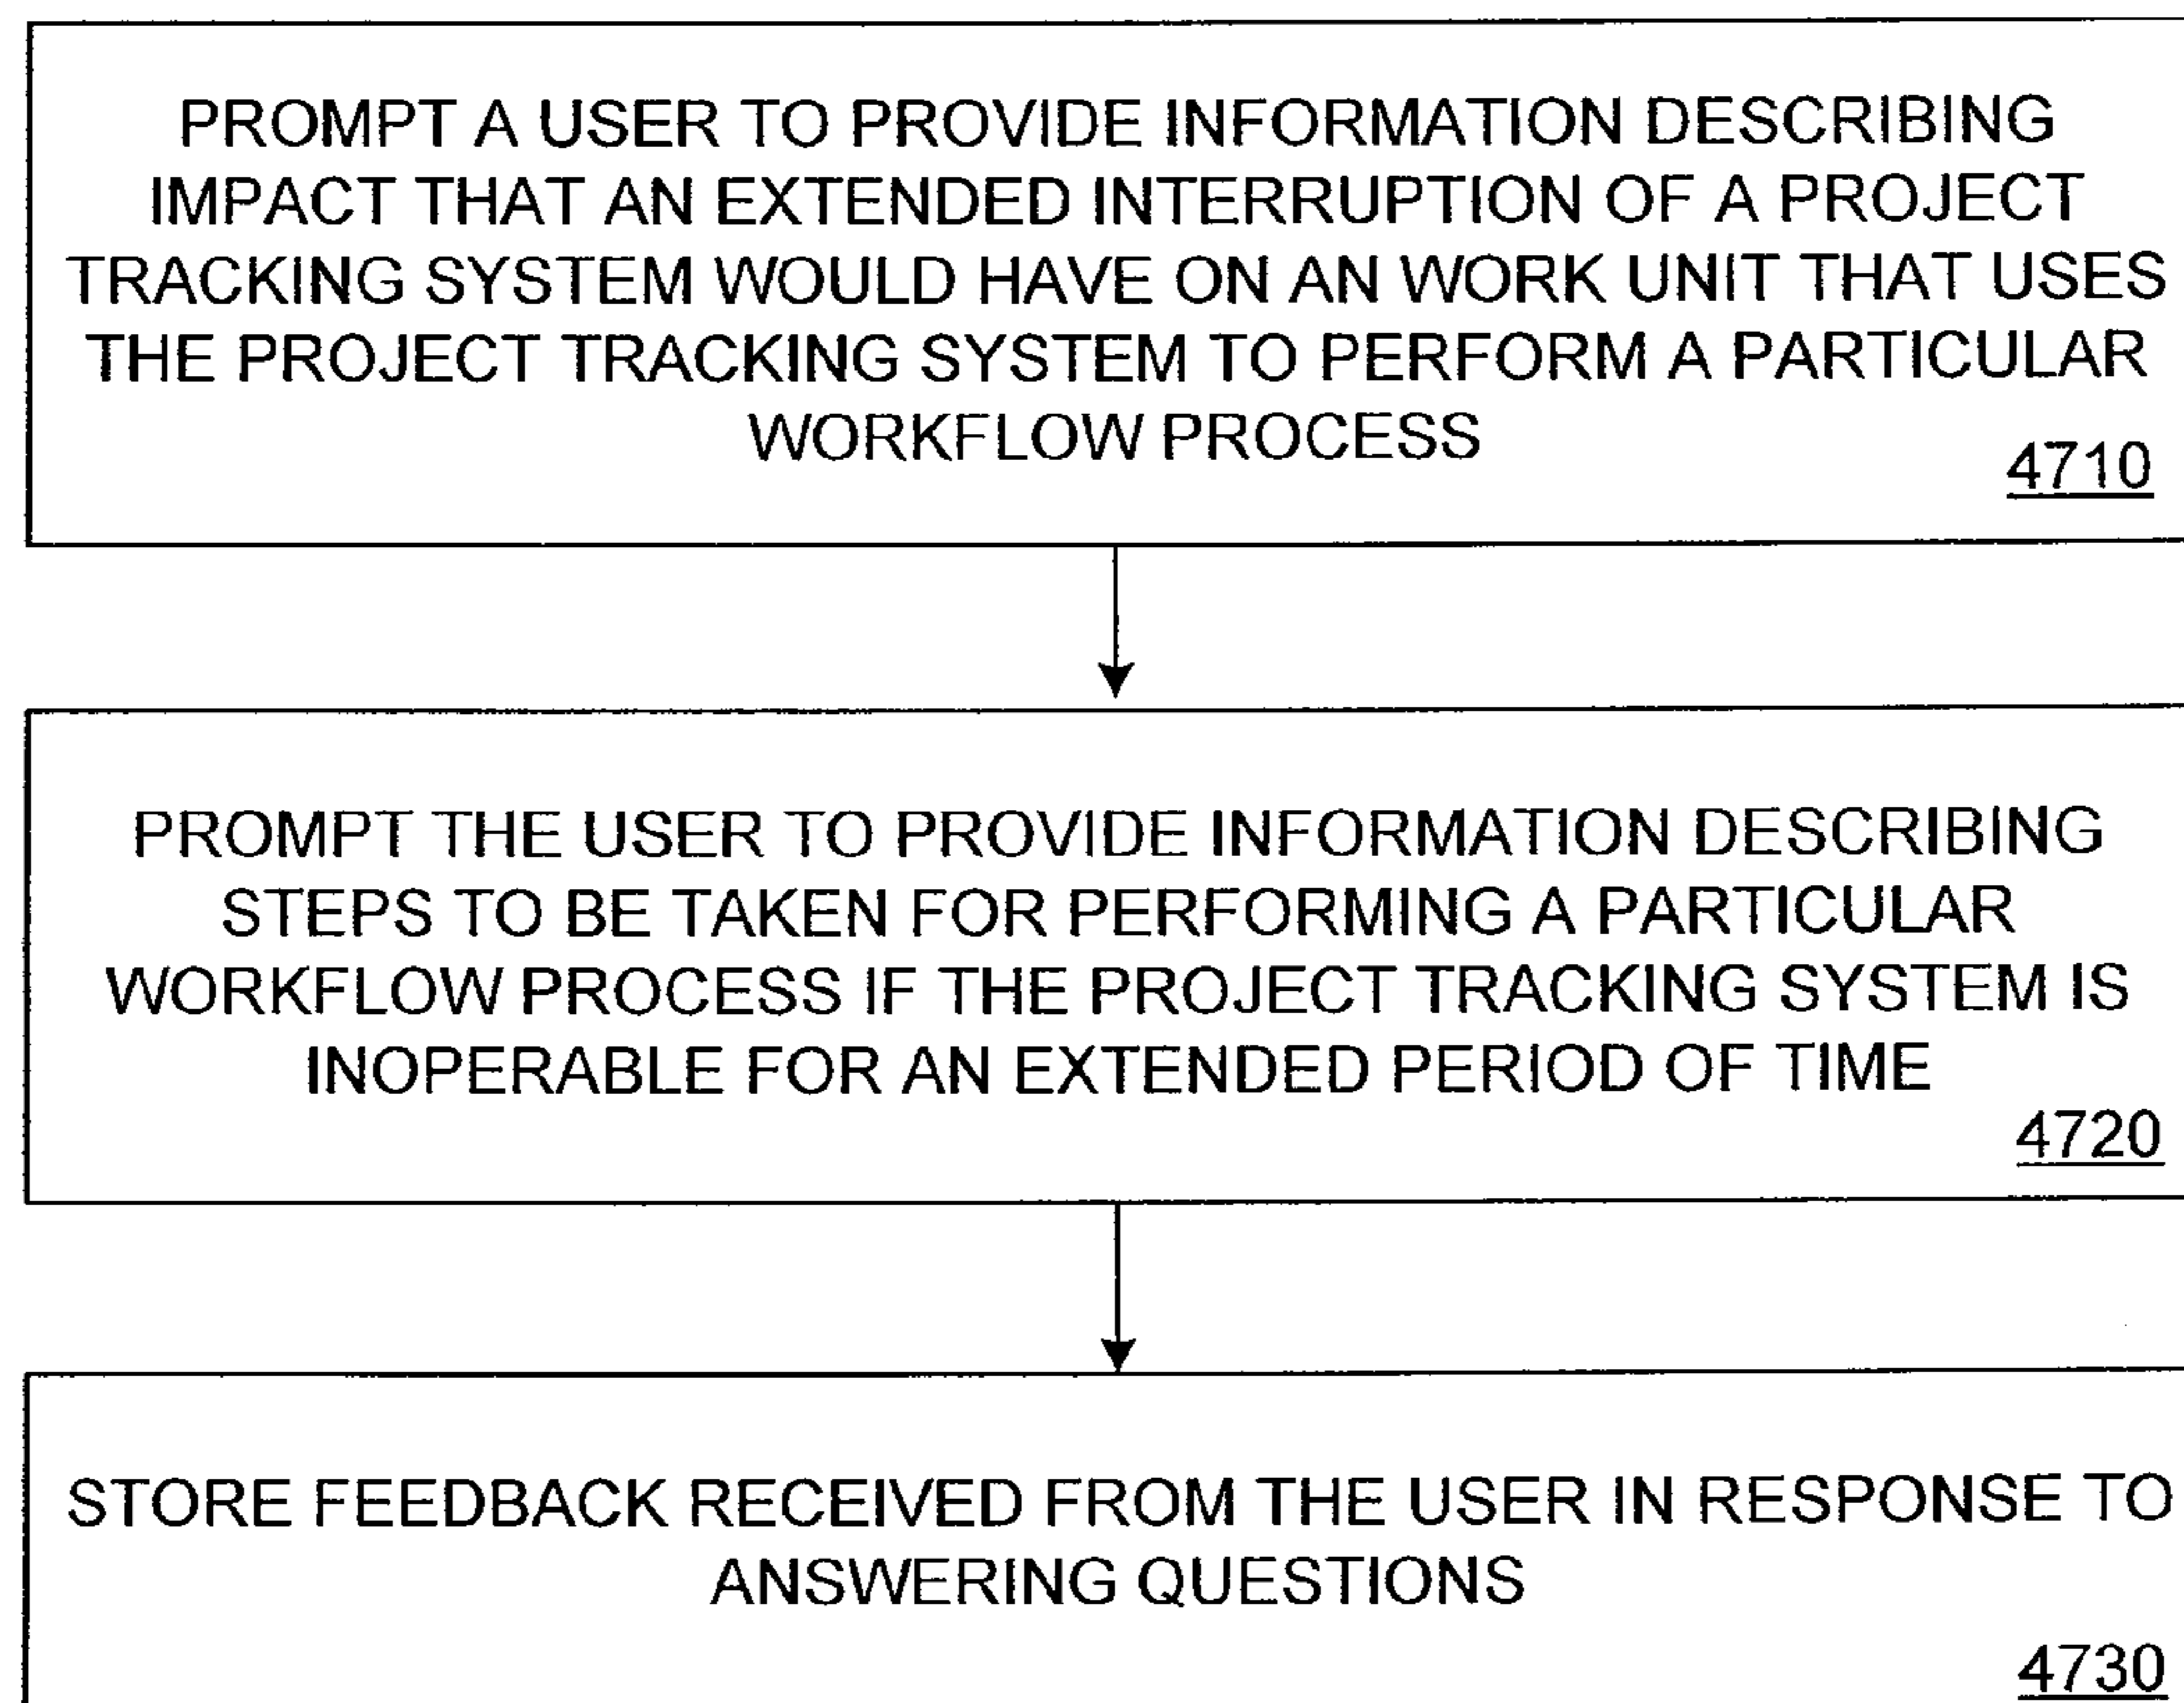 PROMPT A USER TO PROVIDE INFORMATION DESCRIBING
IMPACT THAT AN EXTENDED INTERRUPTION OF A PROJECT
TRACKING SYSTEM WOULD HAVE ON AN WORK UNIT THAT USES
THE PROJECT TRACKING SYSTEM TO PERFORM A PARTICULAR
WORKFLOW PROCESS
4710
PROMPT THE USER TO PROVIDE INFORMATION DESCRIBING
STEPS TO BE TAKEN FOR PERFORMING A PARTICULAR
WORKFLOW PROCESS IF THE PROJECT TRACKING SYSTEM IS
INOPERABLE FOR AN EXTENDED PERIOD OF TIME
4720
STORE FEEDBACK RECEIVED FROM THE USER IN RESPONSE TO
ANSWERING QUESTIONS
4730